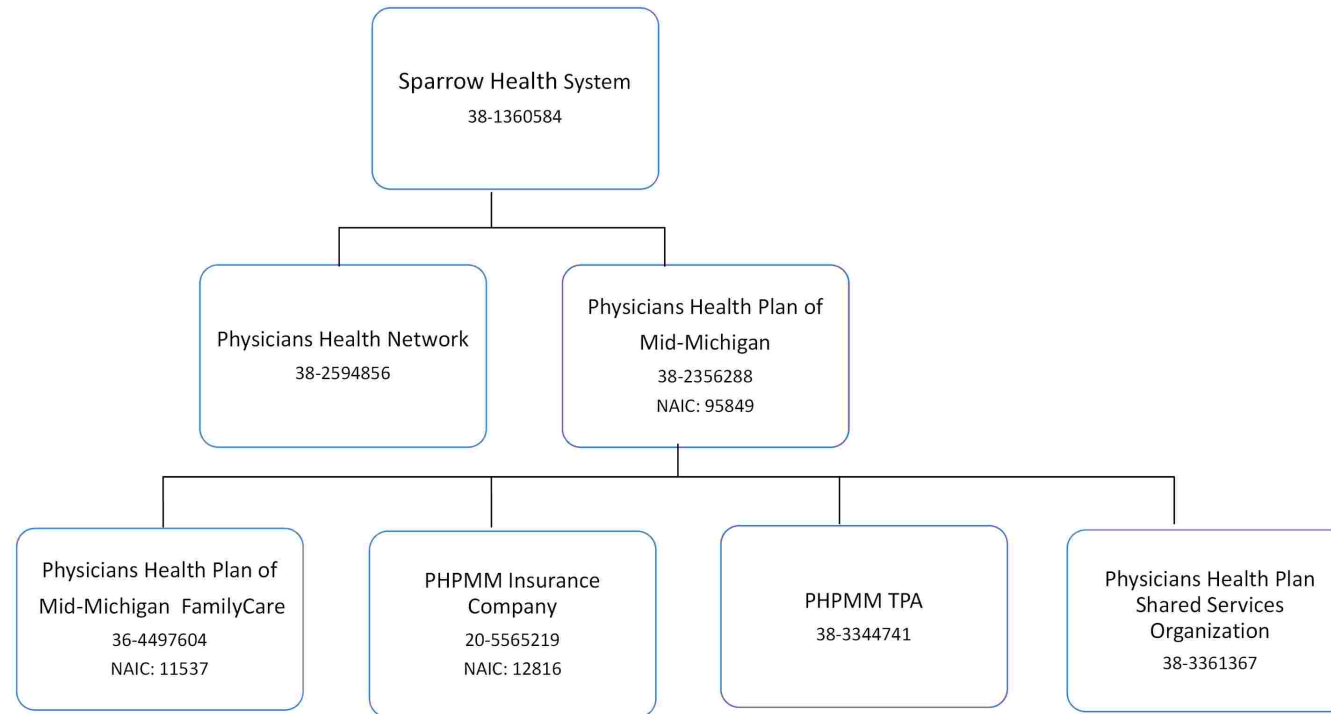 Sparrow Health System
38-1360584
Physicians Health Network
38-2594856
Physicians Health Plan of
Mid-Michigan
38-2356288
NAIC: 95849
Physicians Health Plan of
Mid-Michigan FamilyCare
36-4497604
NAIC: 11537
PHPMM Insurance
Company
20-5565219
NAIC: 12816
PHPMM TPA
38-3344741
Physicians Health Plan
Shared Services
Organization
38-3361367